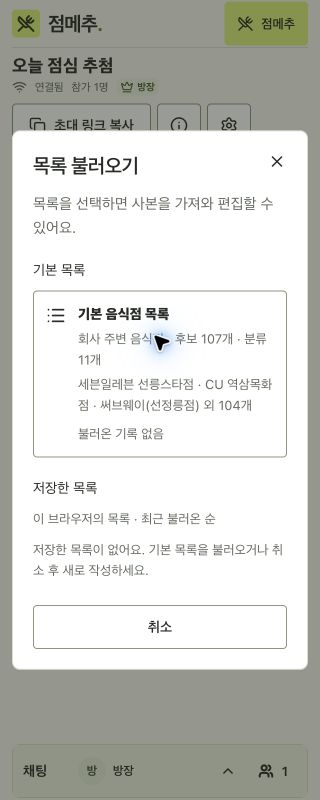 점메추.
점메추
오늘 점심 추첨
연결됨 참가 1명 방장
초대 링크 복사
목록 불러오기
목록을 선택하면 사본을 가져와 편집할 수
있어요.
기본 목록
기본 음식점 목록
회사 주변 후보 107개 · 분류
11개
세븐일레븐 선릉스타점 · CU 역삼목화
점 · 써브웨이(선정릉점) 외 104개
불러온 기록 없음
저장한 목록
이 브라우저의 목록 · 최근 불러온 순
저장한 목록이 없어요. 기본 목록을 불러오거나 취
소 후 새로 작성하세요.
취소
채팅 방 방장 1